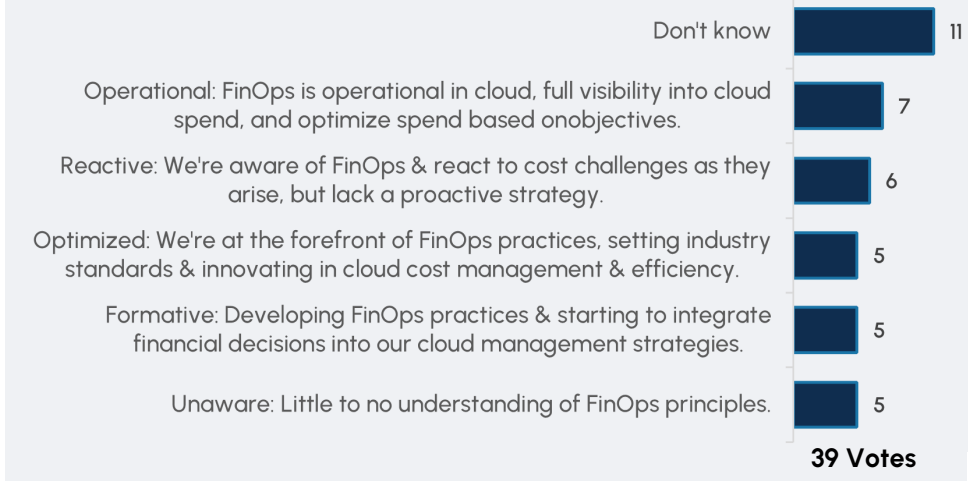 Don't know
11
Operational: FinOps is operational in cloud, full visibility into cloud
spend, and optimize spend based onobjectives.
7
Reactive: We're aware of FinOps & react to cost challenges as they
arise, but lack a proactive strategy.
6
Optimized: We're at the forefront of FinOps practices, setting industry
standards & innovating in cloud cost management & efficiency.
5
Formative: Developing FinOps practices & starting to integrate
financial decisions into our cloud management strategies.
5
Unaware: Little to no understanding of FinOps principles.
5
39 Votes